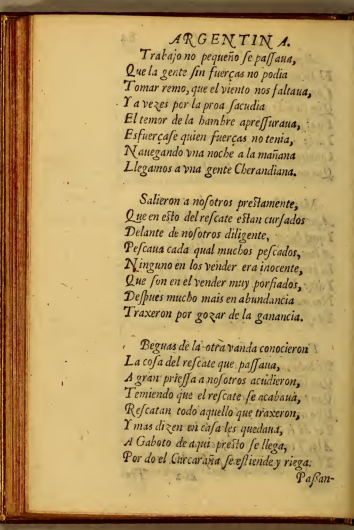 ARGENTINA.
Trabajo no pequeño ſe paſſaua,
Que la gente ſin fuerças no podia
Tomar remo, que el viento nos faltaua,
Y a vezes por la proa ſacudia
El temor de la hambre apreſſuraua,
Esfuerçaſe quien fuerças no tenia,
Nauegando vna noche a la mañana
Llegamos a vna gente Cherandiana.
Salieron a noſotros preſtamente,
Que en eſto del reſcate eſtan curſados
Delante de noſotros diligente,
Peſcaua cada qual muchos peſcados,
Ninguno en los vender era inocente,
Que ſon en el vender muy porfiados,
Deſpues mucho mais en abundancia
Traxeron por gozar de la ganancia.
Beguas de la otra vanda conocieron
La coſa del reſcate que paſſaua,
A gran prieſſa a noſotros acudieron,
Temiendo que el reſcate ſe acabaua,
Reſcatan todo aquello que traxeron,
Y mas dizen en caſa les quedaua,
A Gaboto de aqui preſto ſe llega,
Por do el Carcaraña ſe eſtiende y riega.
Paſſan-